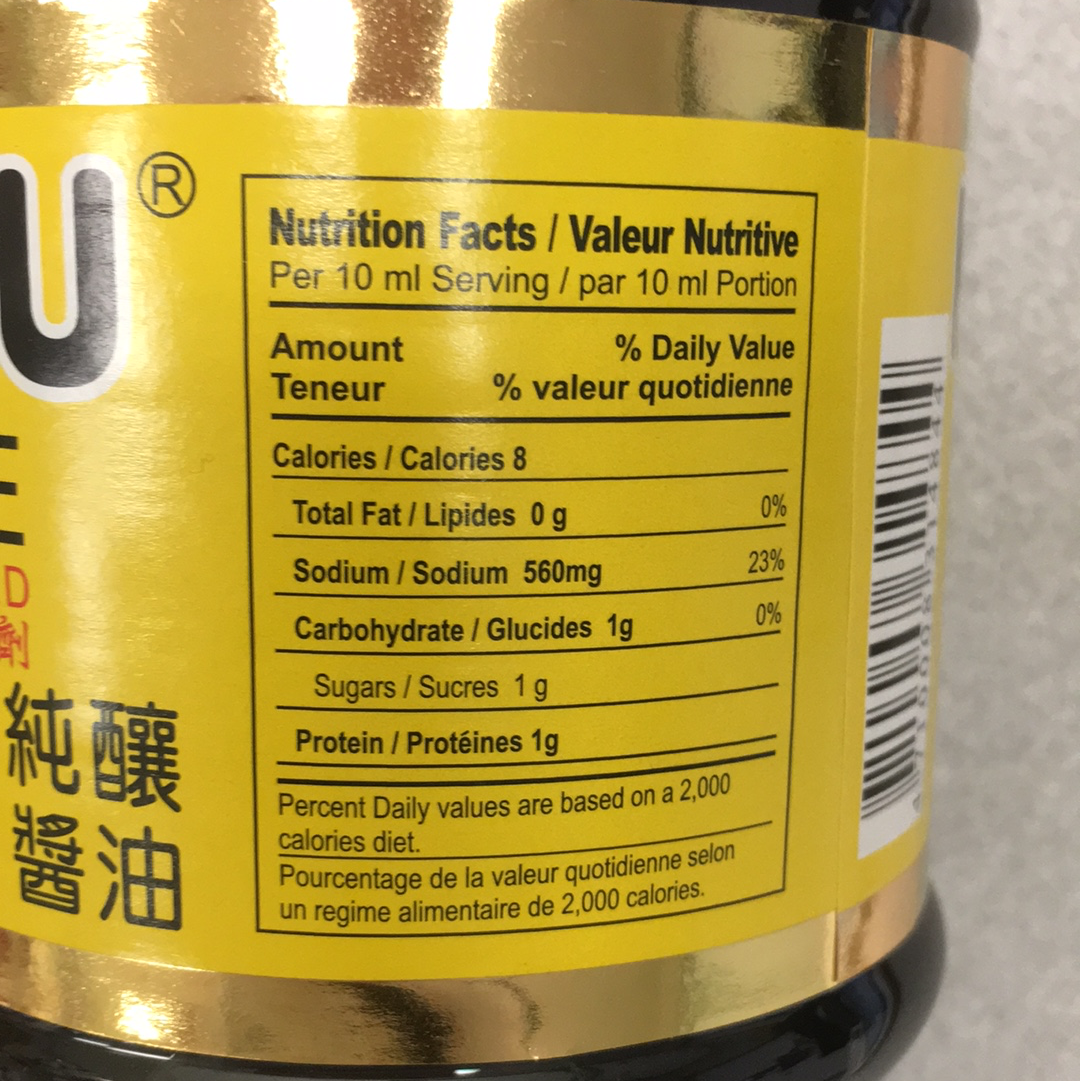 U®
D
劑
純釀
醬油
Nutrition Facts / Valeur Nutritive
Per 10 ml Serving / par 10 ml Portion
Amount % Daily Value
Teneur % valeur quotidienne
Calories / Calories 8
Total Fat / Lipides 0 g 0%
Sodium / Sodium 560mg 23%
Carbohydrate / Glucides 1g 0%
Sugars / Sucres 1 g
Protein / Protéines 1g
Percent Daily values are based on a 2,000
calories diet.
Pourcentage de la valeur quotidienne selon
un regime alimentaire de 2,000 calories.